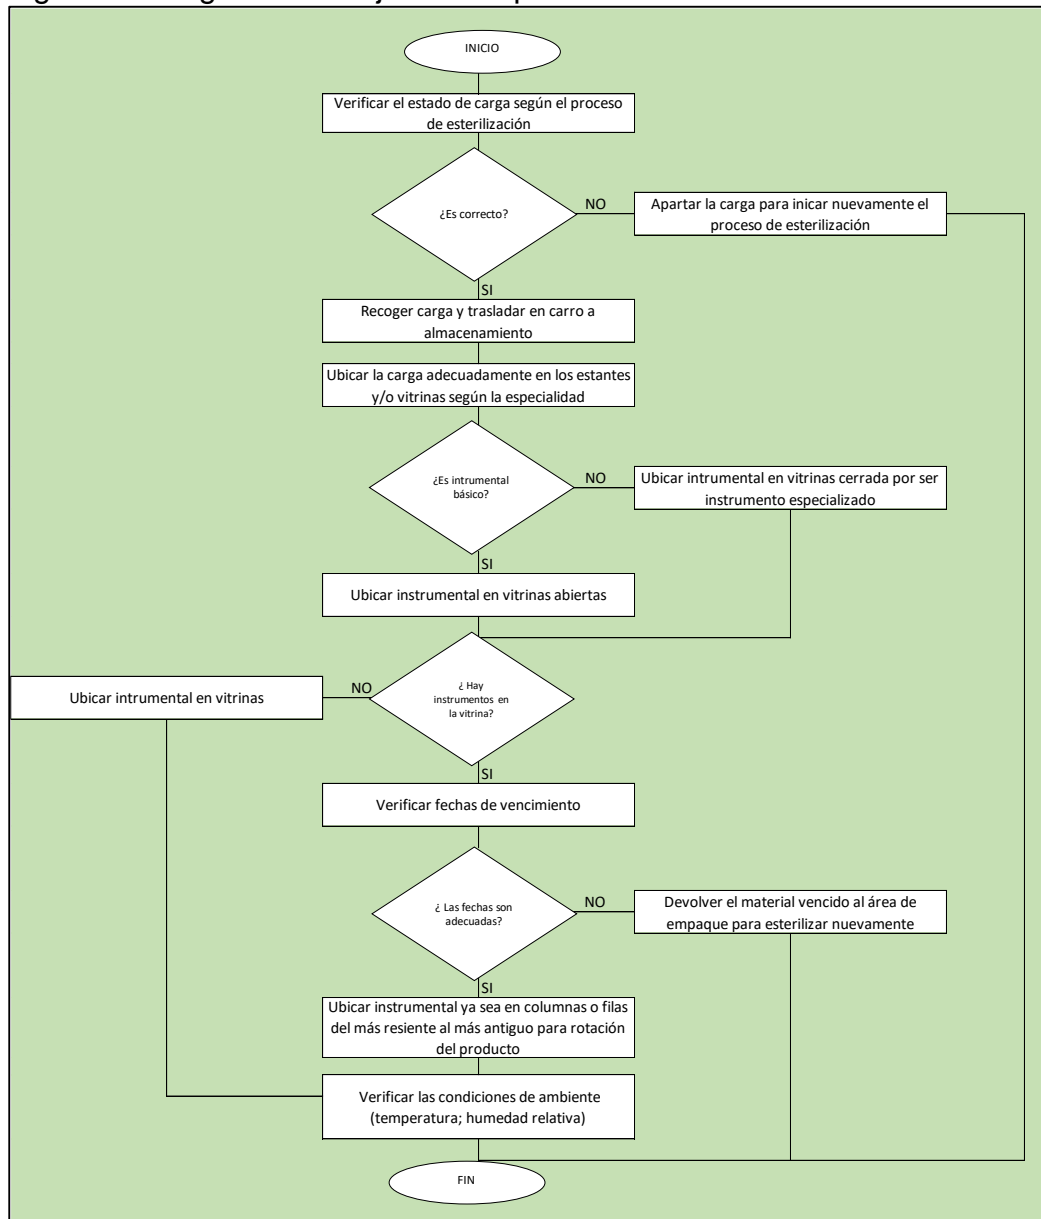 INICIO
Verificar el estado de carga según el proceso
de esterilización
¿Es correcto?
NO
Apartar la carga para inicar nuevamente el
proceso de esterilización
SI
Recoger carga y trasladar en carro a
almacenamiento
Ubicar la carga adecuadamente en los estantes
y/o vitrinas según la especialidad
¿Es intrumental
básico?
NO
Ubicar intrumental en vitrinas cerrada por ser
instrumento especializado
SI
Ubicar instrumental en vitrinas abiertas
¿ Hay
instrumentos en
la vitrina?
NO
Ubicar intrumental en vitrinas
SI
Verificar fechas de vencimiento
¿ Las fechas son
adecuadas?
NO
Devolver el material vencido al área de
empaque para esterilizar nuevamente
SI
Ubicar instrumental ya sea en columnas o filas
del más resiente al más antiguo para rotación
del producto
Verificar las condiciones de ambiente
(temperatura; humedad relativa)
FIN